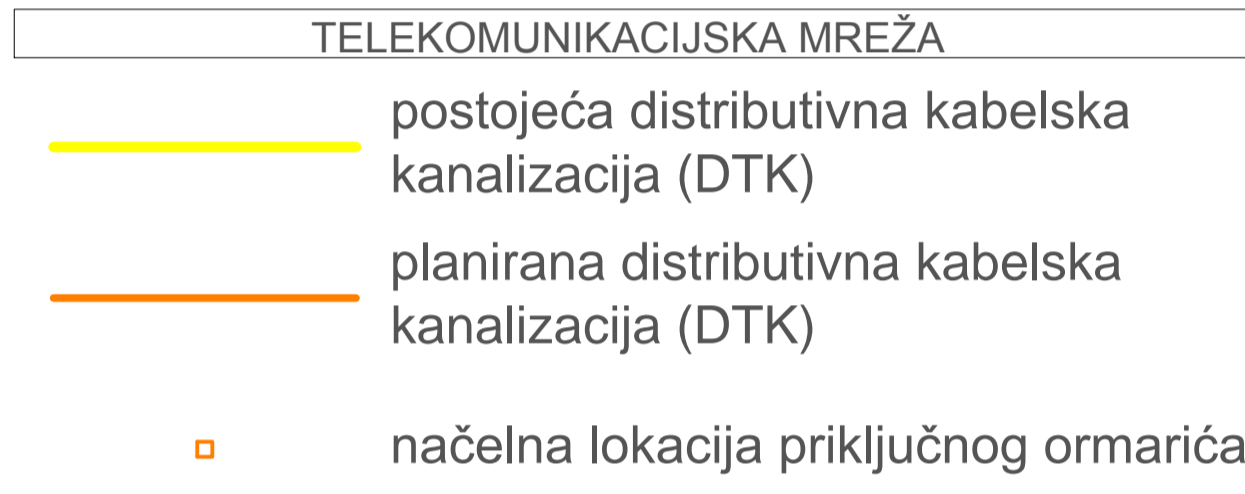 TELEKOMUNIKACIJSKA MREŽA
postojeća distributivna kabelska
kanalizacija (DTK)
planirana distributivna kabelska
kanalizacija (DTK)
načelna lokacija priključnog ormarića